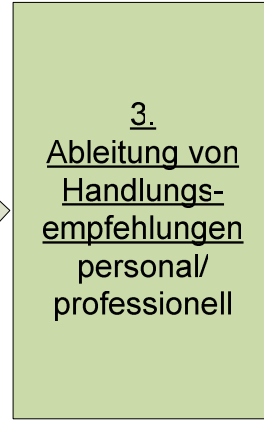 3.
Ableitung von
Handlungs-
empfehlungen
personal/
professionell